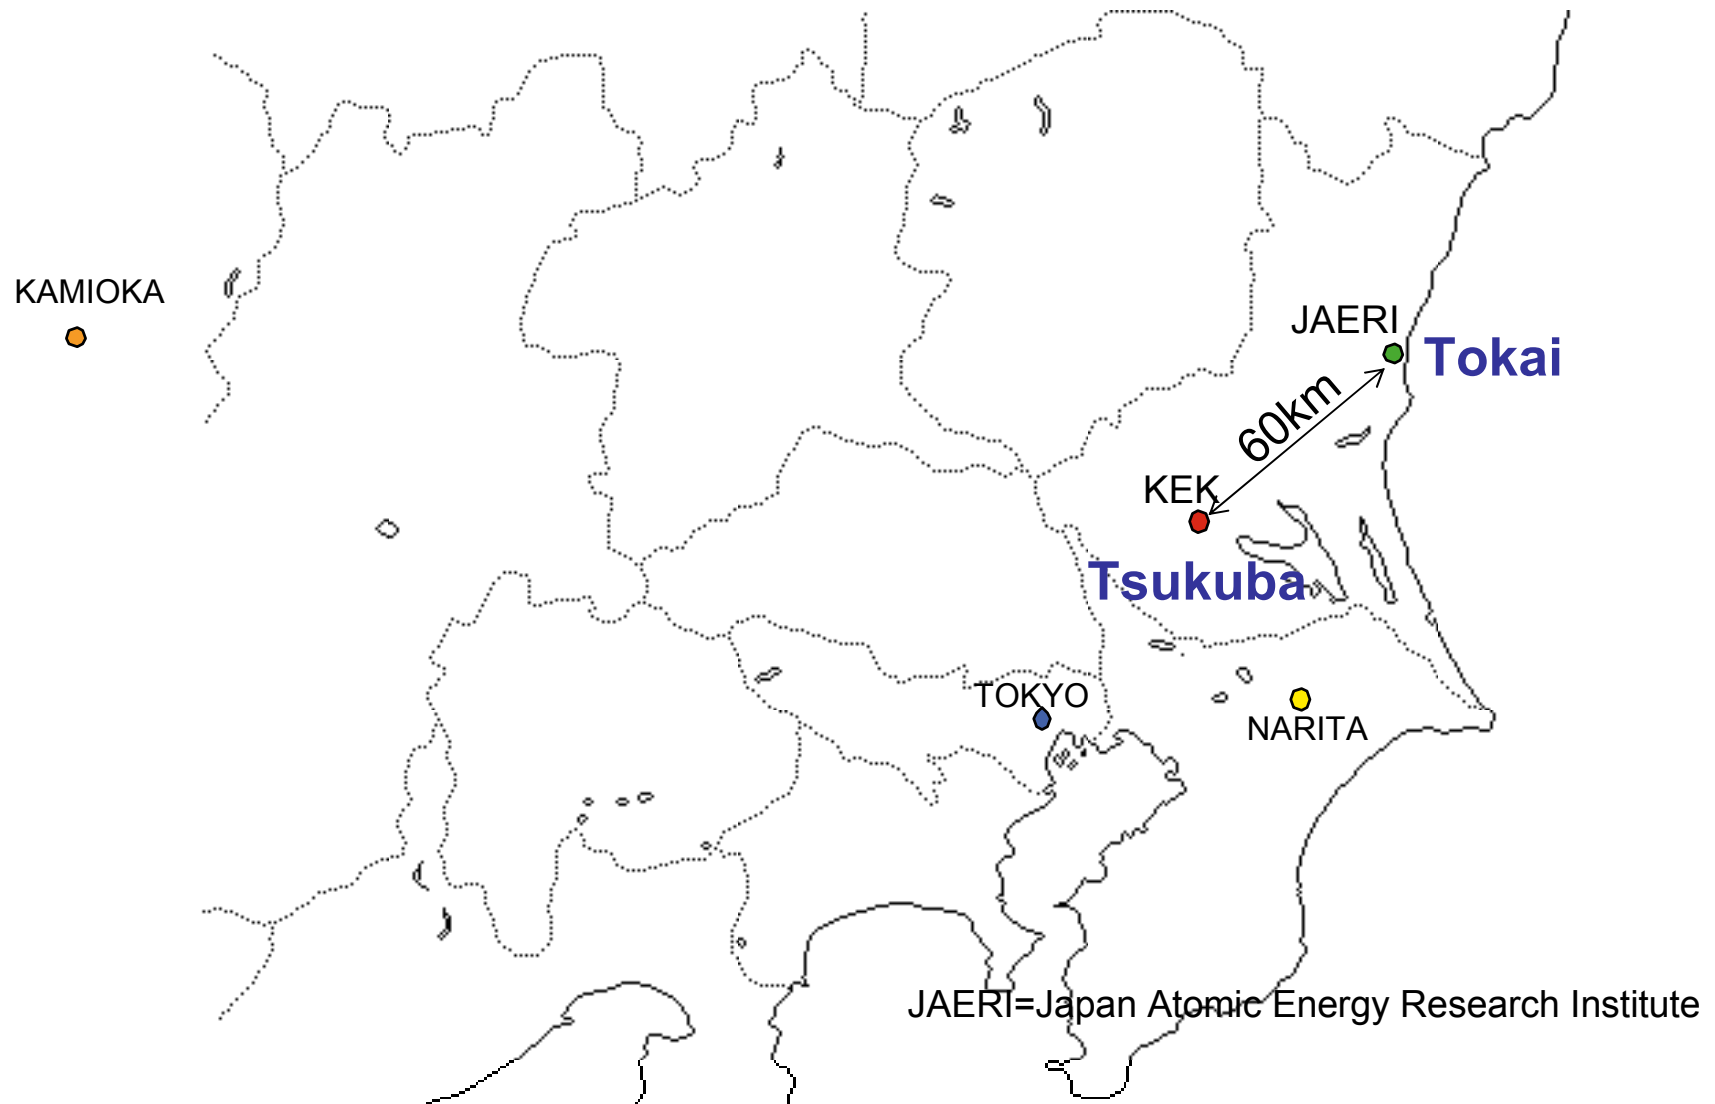 KAMIOKA
JAERI
Tokai
60km
KEK
Tsukuba
TOKYO
NARITA
JAERI=Japan Atomic Energy Research Institute